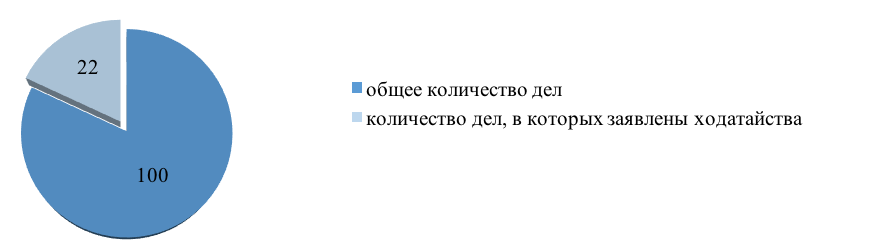 22
100
общее количество дел
количество дел, в которых заявлены ходатайства